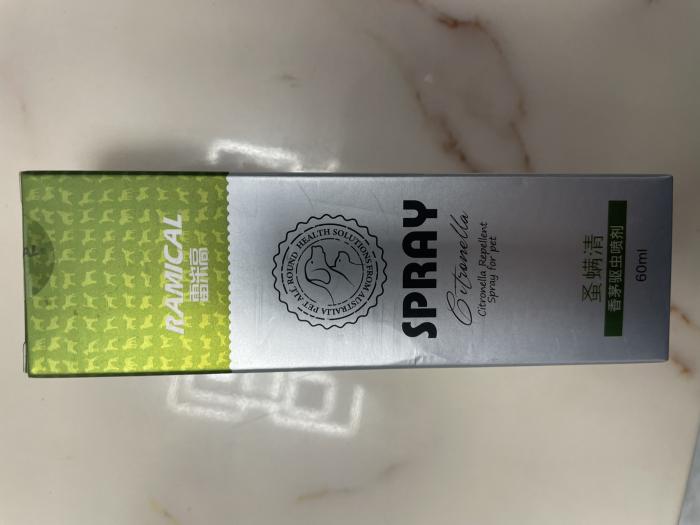 RAMICAL
雷米高
PET ALL ROUND HEALTH SOLUTIONS FROM AUSTRALIA
SPRAY
Citronella
Citronella Repellent
Spray for pet
蚤螨清
香茅驱虫喷剂
60ml